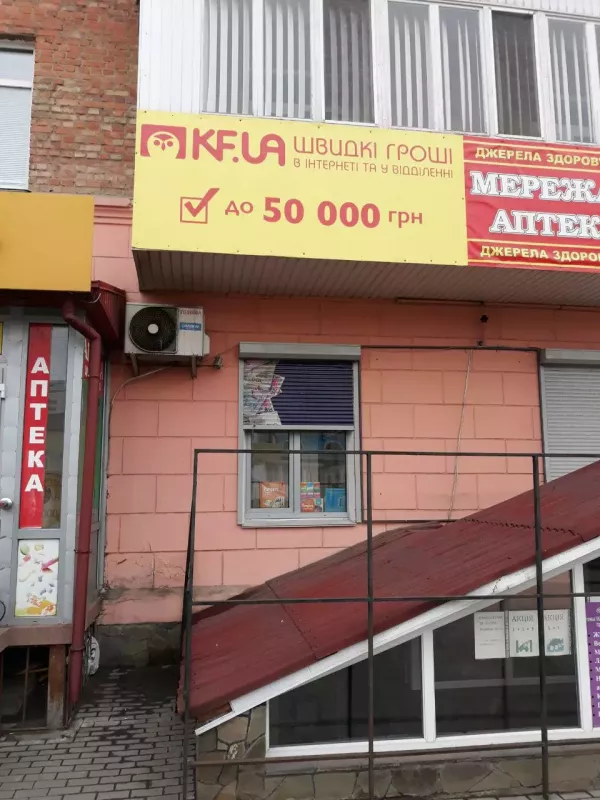 KF.UA ШВИДКІ ГРОШІ
В ІНТЕРНЕТІ ТА У ВІДДІЛЕННІ
до 50 000 грн
ДЖЕРЕЛА ЗДОРОВ'
МЕРЕЖА
АПТЕК
ДЖЕРЕЛА ЗДОРОВ
АПТЕКА
АКЦІЯ
АКЦІЯ